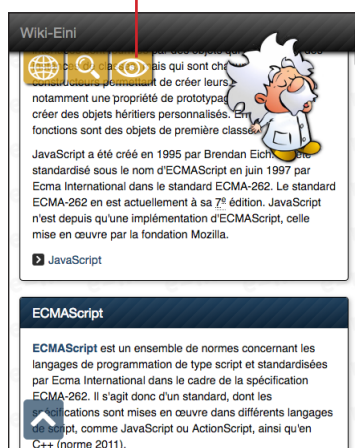 Wiki-Eini
par des objets
ais qui sont
constructeurs permettant de créer leurs
notamment une propriété de prototypag
créer des objets héritiers personnalisés. En
fonctions sont des objets de première classe
JavaScript a été créé en 1995 par Brendan Eich.
standardisé sous le nom d'ECMAScript en juin 1997 par
Ecma International dans le standard ECMA-262. Le standard
ECMA-262 en est actuellement à sa 7e édition. JavaScript
n'est depuis qu'une implémentation d'ECMAScript, celle
mise en œuvre par la fondation Mozilla.
JavaScript
ECMAScript
ECMAScript est un ensemble de normes concernant les
langages de programmation de type script et standardisées
par Ecma International dans le cadre de la spécification
ECMA-262. Il s'agit donc d'un standard, dont les
spécifications sont mises en œuvre dans différents langages
de script, comme JavaScript ou ActionScript, ainsi qu'en
C++ (norme 2011).